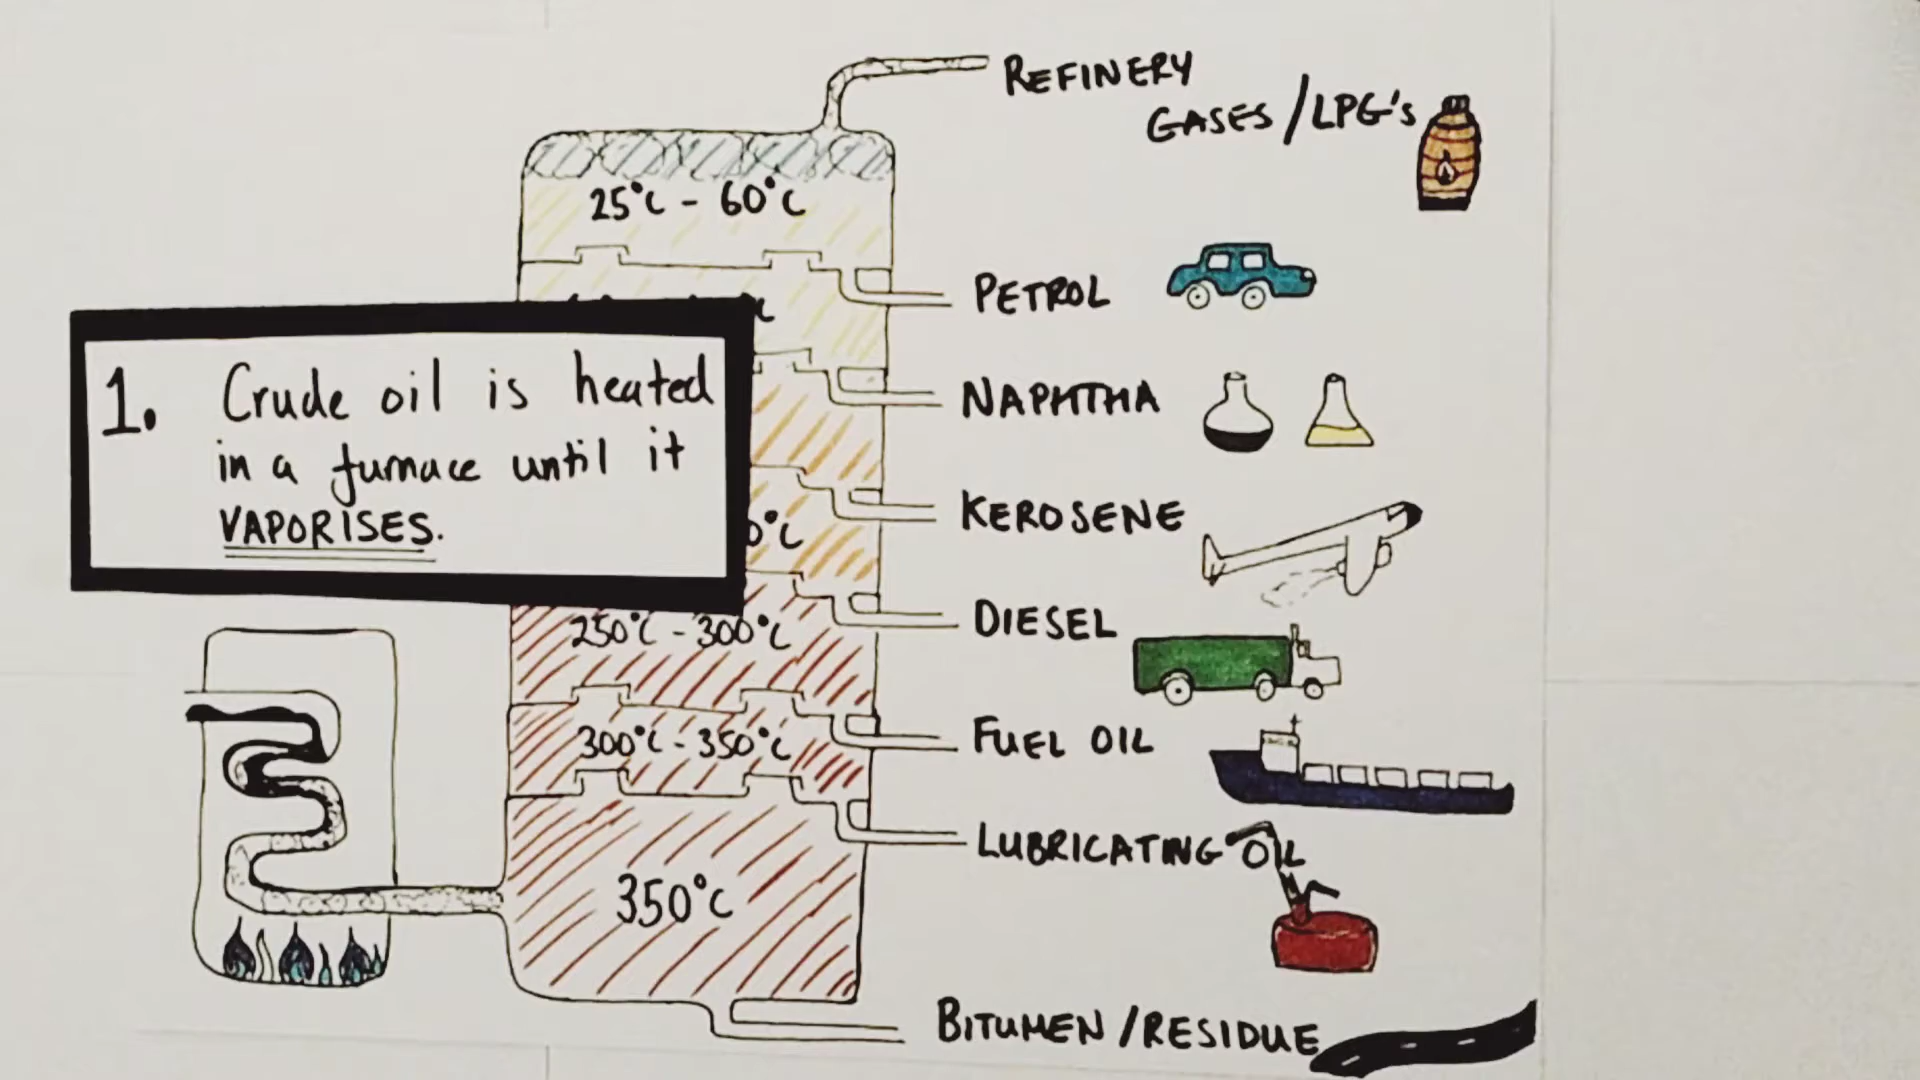 REFINERY
GASES/LPG's
25°C - 60°C
PETROL
1. Crude oil is heated
in a furnace until it
VAPORISES.
NAPHTHA
KEROSENE
DIESEL
250°C - 300°C
FUEL OIL
300°C - 350°C
LUBRICATING OIL
350°C
BITUMEN/RESIDUE